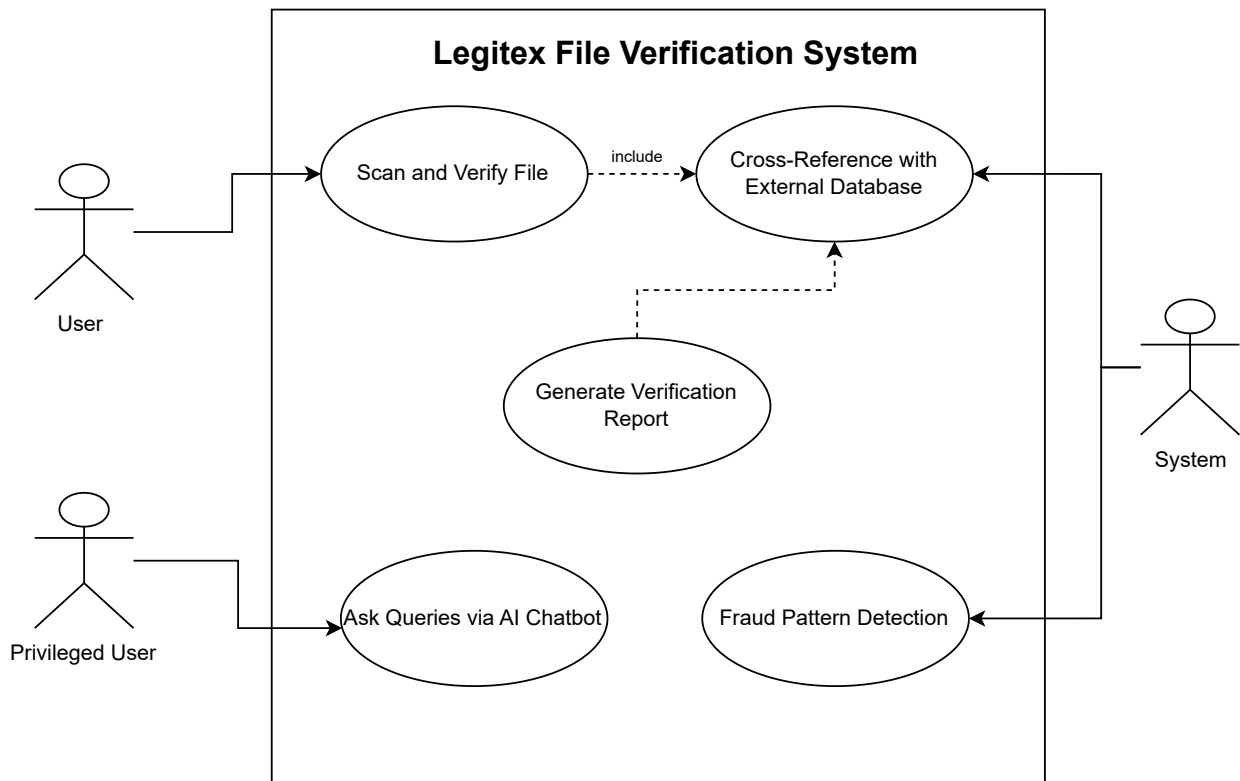 Legitex File Verification System
Scan and Verify File
include
Cross-Reference with
External Database
User
Generate Verification
Report
System
Ask Queries via AI Chatbot
Fraud Pattern Detection
Privileged User